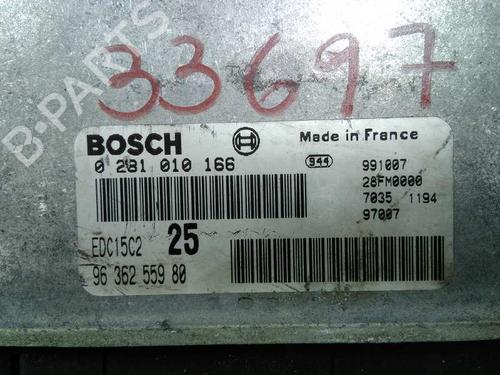 33697
B-PARTS
BOSCH
Made in France
0 281 010 166
944
991007
28FM0000
7035 1194
97007
EDC15C2 25
96 362 559 80